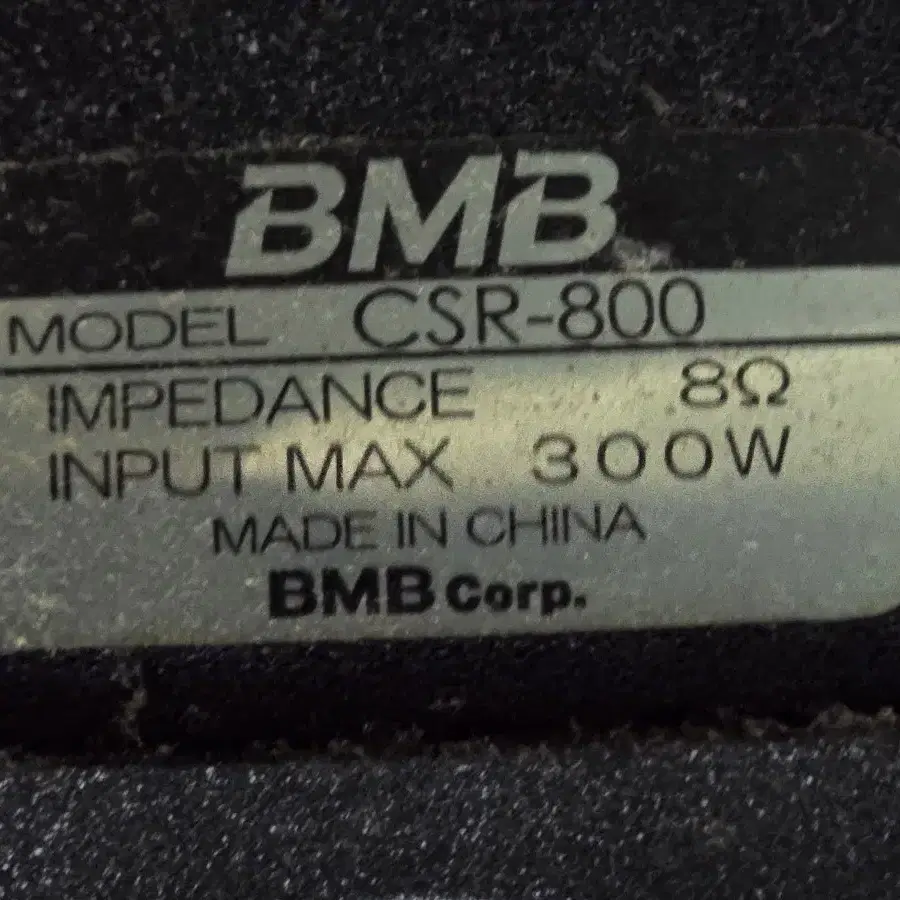 BMB
MODEL CSR-800
IMPEDANCE 8Ω
INPUT MAX 300W
MADE IN CHINA
BMB Corp.